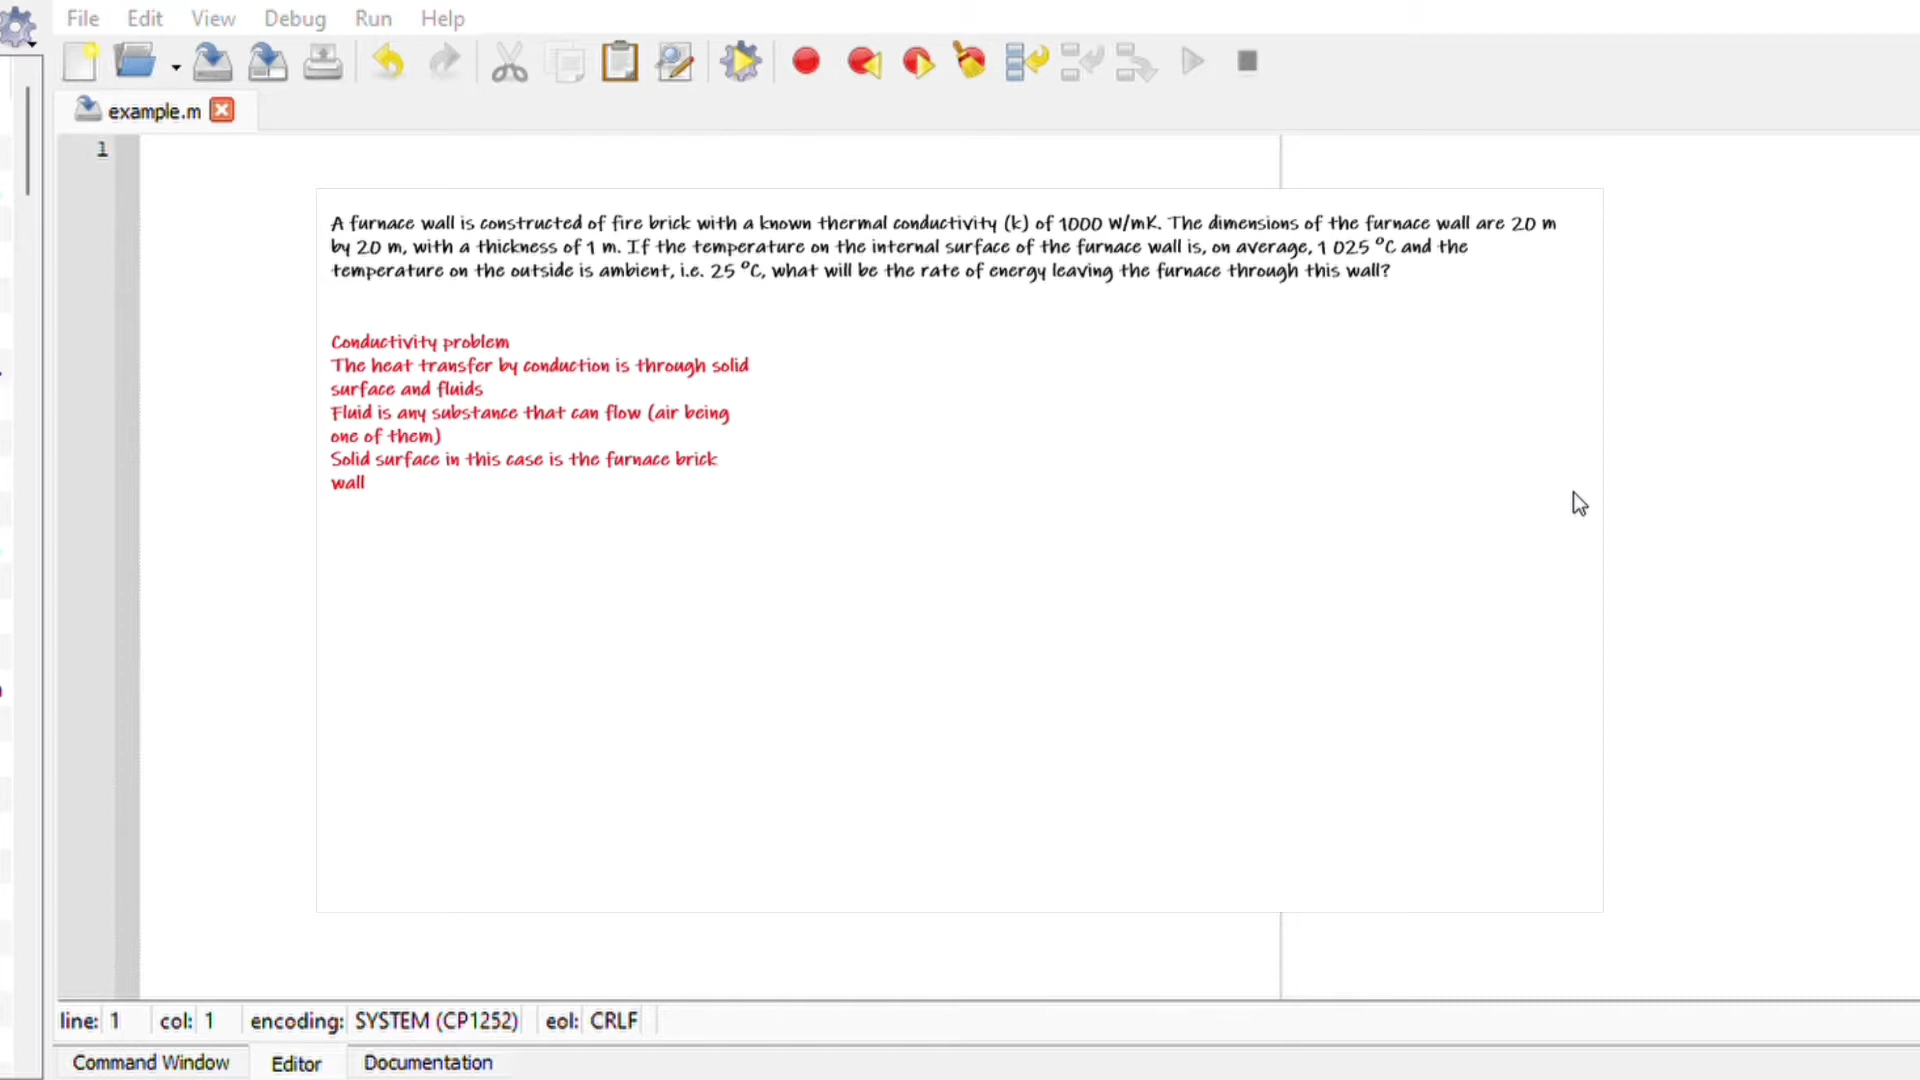 File Edit View Debug Run Help
example.m
1
A furnace wall is constructed of fire brick with a known thermal conductivity (k) of 1000 W/mK. The dimensions of the furnace wall are 20 m
by 20 m, with a thickness of 1 m. If the temperature on the internal surface of the furnace wall is, on average, 1 025 °C and the
temperature on the outside is ambient, i.e. 25 °C, what will be the rate of energy leaving the furnace through this wall?
Conductivity problem
The heat transfer by conduction is through solid
surface and fluids
Fluid is any substance that can flow (air being
one of them)
Solid surface in this case is the furnace brick
wall
line: 1 col: 1 encoding: SYSTEM (CP1252) eol: CRLF
Command Window Editor Documentation